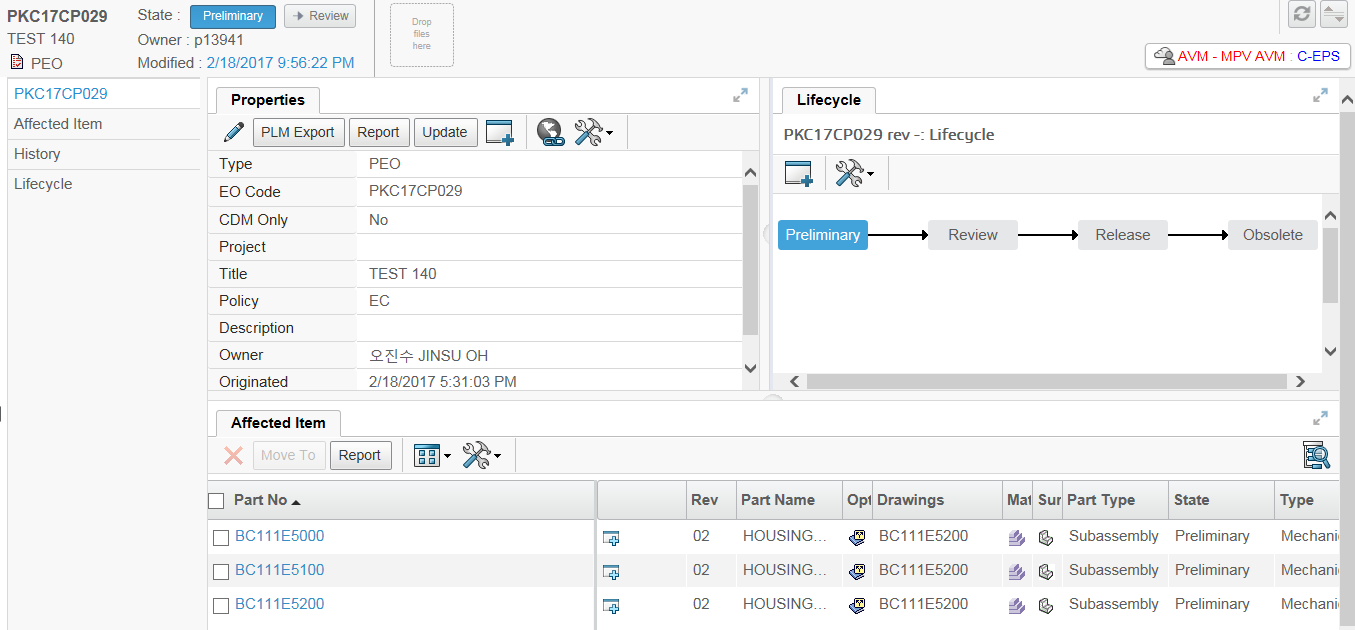 PKC17CP029
TEST 140
PEO
State : Preliminary Review
Owner : p13941
Modified : 2/18/2017 9:56:22 PM
Drop
files
here
AVM - MPV AVM : C-EPS
PKC17CP029
Affected Item
History
Lifecycle
Properties
PLM Export Report Update
Type PEO
EO Code PKC17CP029
CDM Only No
Project
Title TEST 140
Policy EC
Description
Owner 오진수 JINSU OH
Originated 2/18/2017 5:31:03 PM
Lifecycle
PKC17CP029 rev -: Lifecycle
Preliminary Review Release Obsolete
Affected Item
Move To Report
Part No Rev Part Name Opt Drawings Mat Sur Part Type State Type
BC111E5000 02 HOUSING... BC111E5200 Subassembly Preliminary Mechani
BC111E5100 02 HOUSING... BC111E5200 Subassembly Preliminary Mechani
BC111E5200 02 HOUSING... BC111E5200 Subassembly Preliminary Mechani